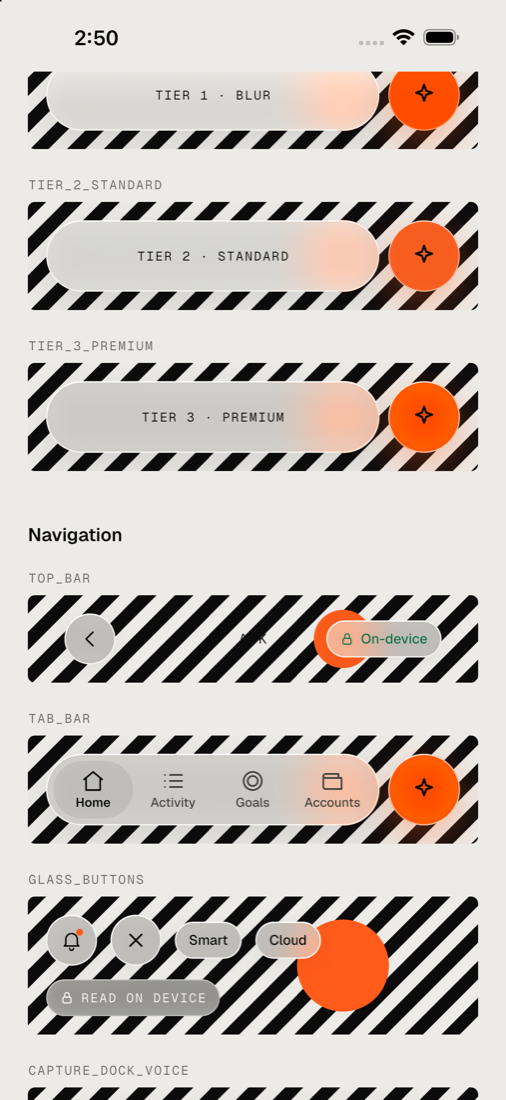 2:50
TIER 1 · BLUR
TIER_2_STANDARD
TIER 2 · STANDARD
TIER_3_PREMIUM
TIER 3 · PREMIUM
Navigation
TOP_BAR
On-device
TAB_BAR
Home
Activity
Goals
Accounts
GLASS_BUTTONS
Smart
Cloud
READ ON DEVICE
CAPTURE_DOCK_VOICE